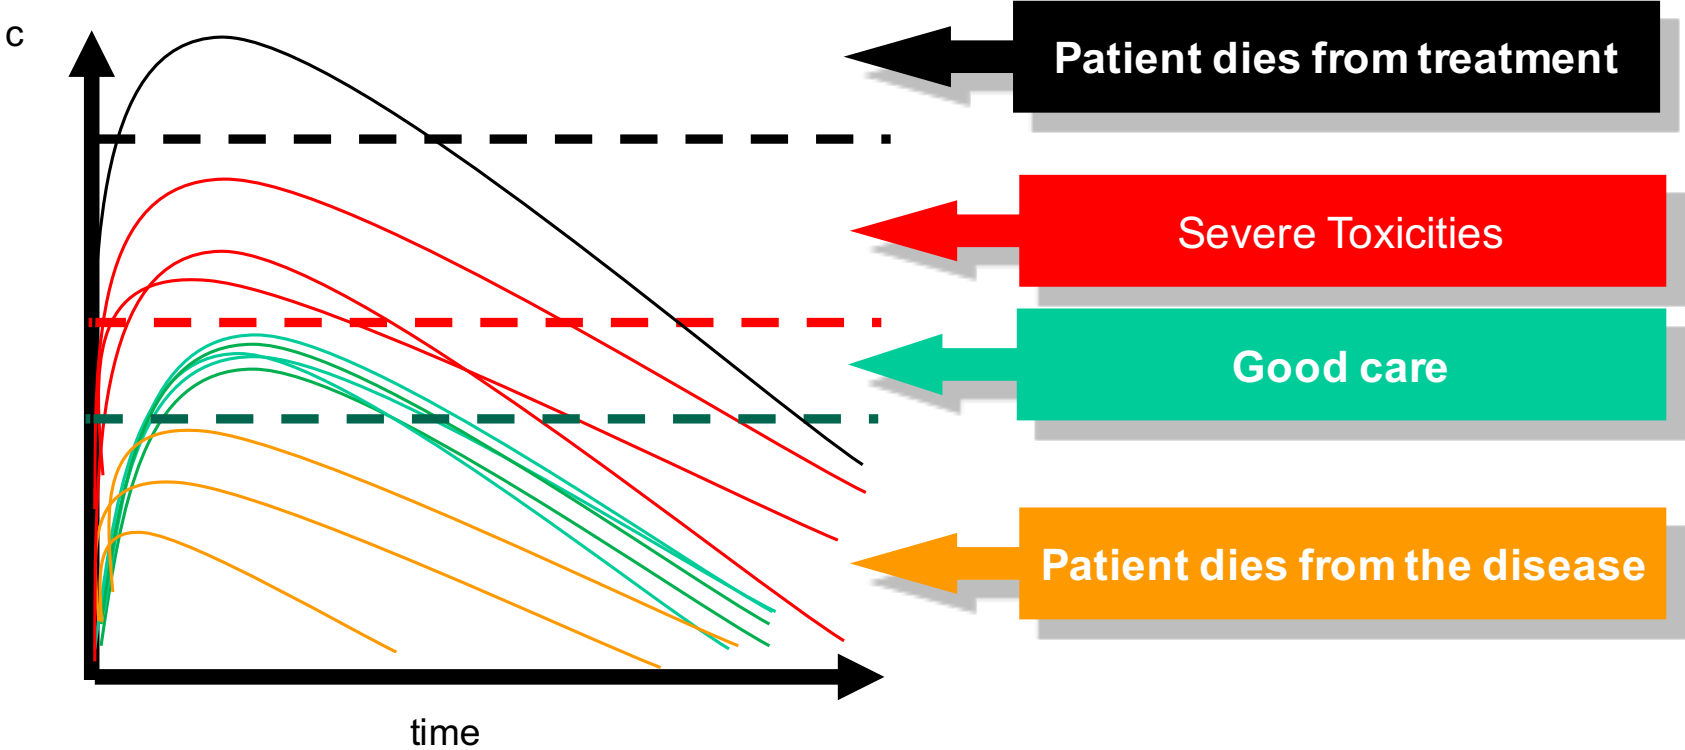 c
Patient dies from treatment
Severe Toxicities
Good care
Patient dies from the disease
time